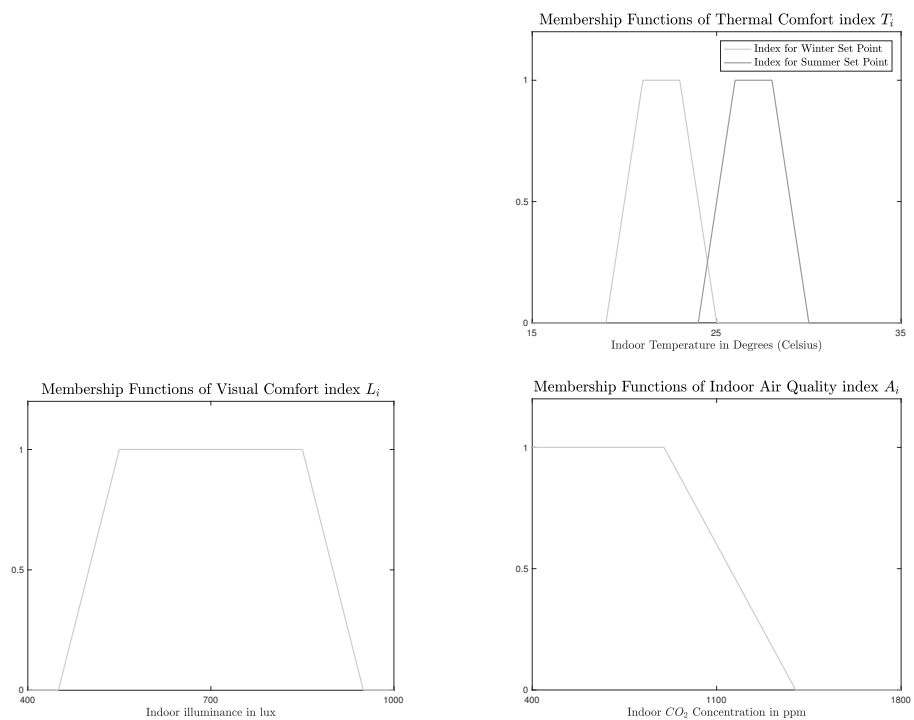 Membership Functions of Thermal Comfort index T_i
Index for Winter Set Point
Index for Summer Set Point
1
0.5
0
15 25 35
Indoor Temperature in Degrees (Celsius)
Membership Functions of Visual Comfort index L_i
1
0.5
0
400 700 1000
Indoor illuminance in lux
Membership Functions of Indoor Air Quality index A_i
1
0.5
0
400 1100 1800
Indoor CO_2 Concentration in ppm